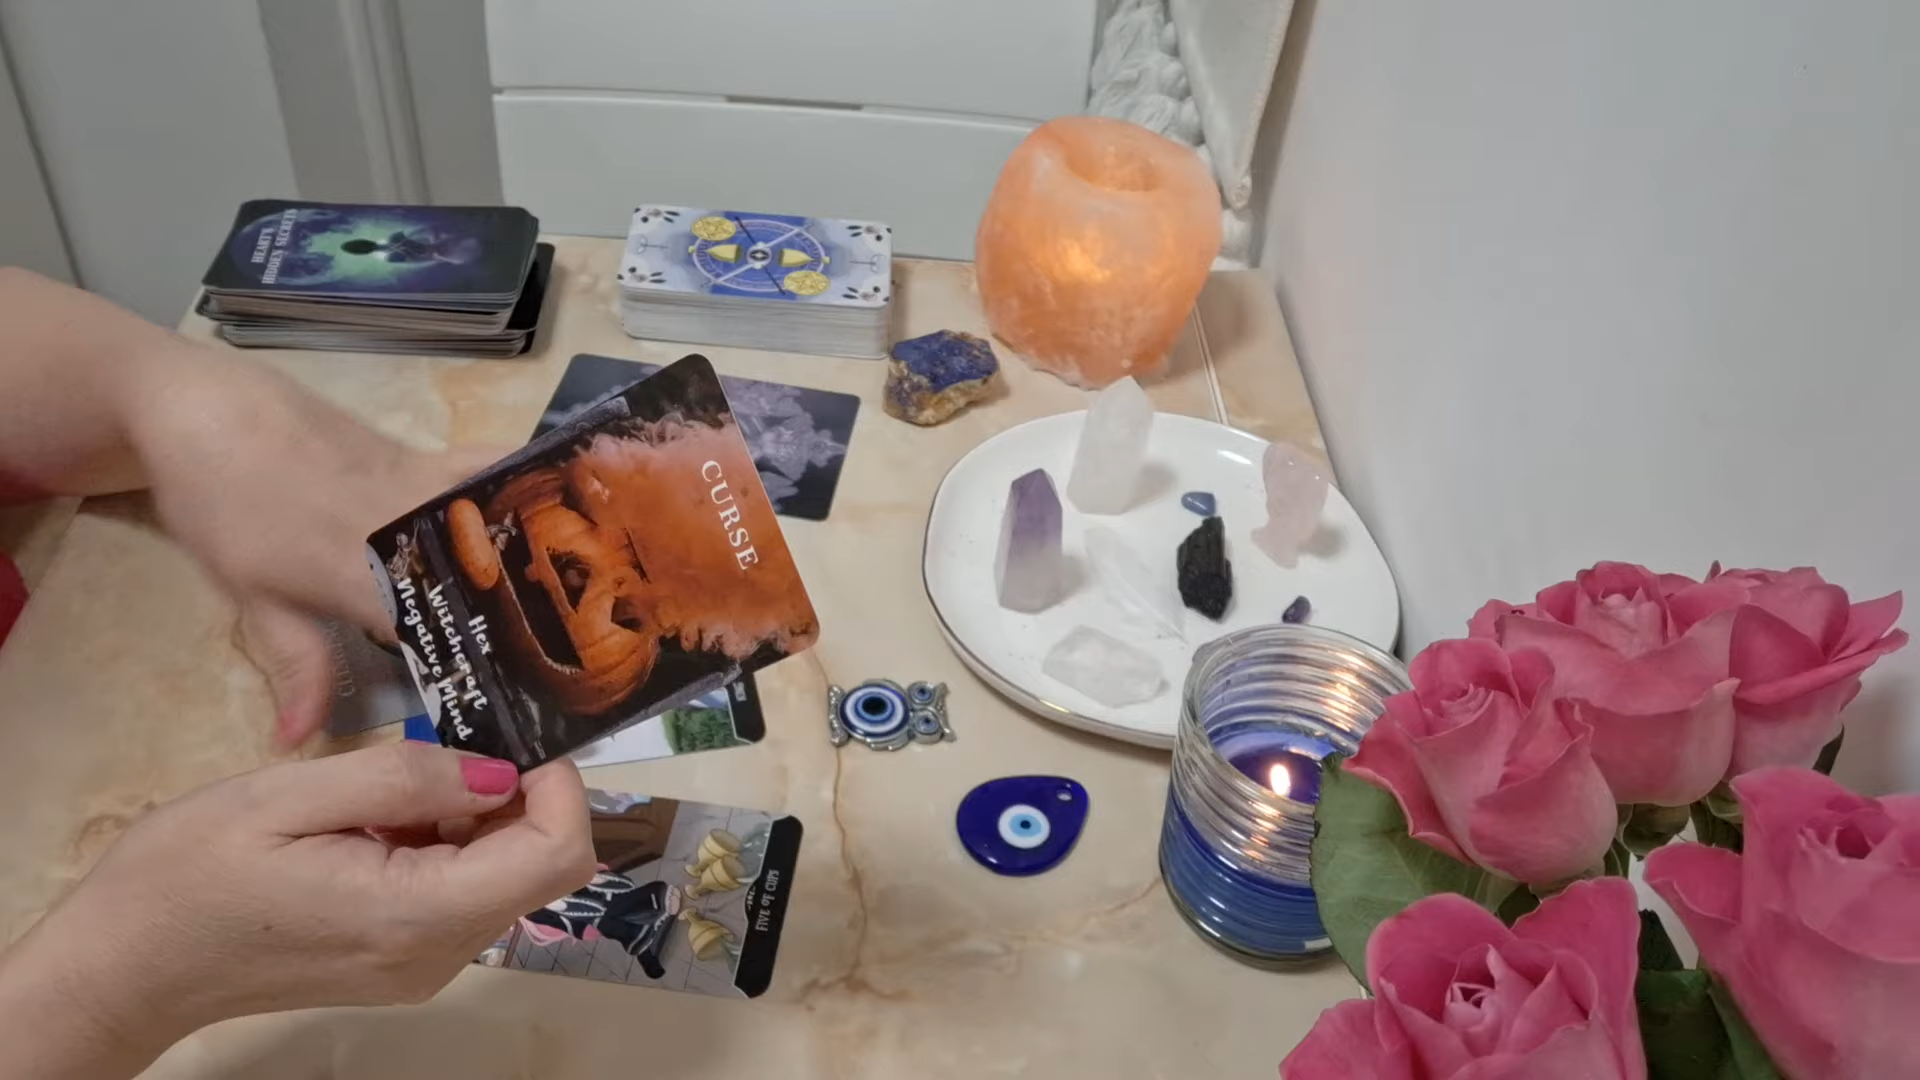 HEART'S
HIDDEN SECRETS
CURSE
Hex
Witchcraft
Negative Mind
FIVE OF CUPS